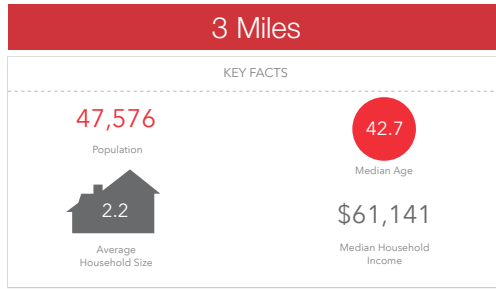 3 Miles
KEY FACTS
47,576
Population
42.7
Median Age
2.2
Average
Household Size
$61,141
Median Household
Income